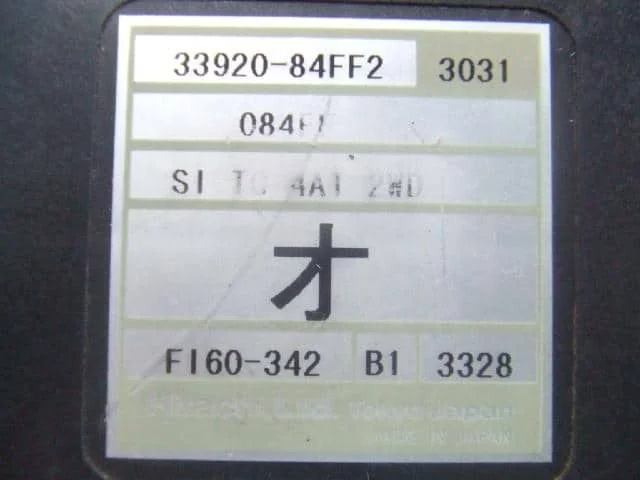 33920-84FF2 3031
084F
SI TC 4AT 2WD
オ
FI60-342 B1 3328
Hitachi Ltd. Tokyo Japan
MADE IN JAPAN